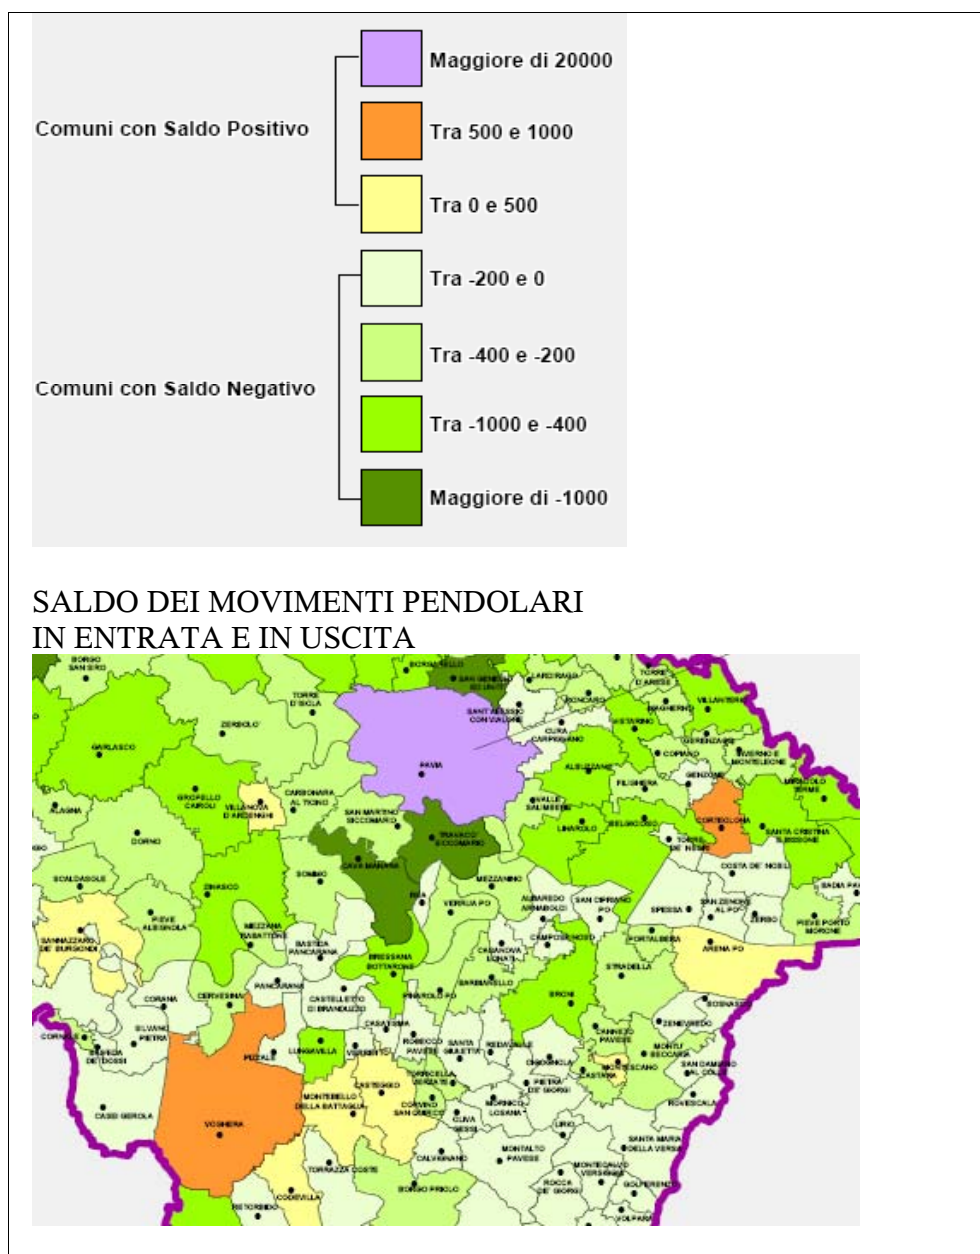 Maggiore di 20000
Comuni con Saldo Positivo
Tra 500 e 1000
Tra 0 e 500
Tra -200 e 0
Tra -400 e -200
Comuni con Saldo Negativo
Tra -1000 e -400
Maggiore di -1000
SALDO DEI MOVIMENTI PENDOLARI
IN ENTRATA E IN USCITA
BORGO
SAN SIRO
LARDIRAGO
TORRE
D'ARESE
RONCARO
MAGHERNO
VILLANTERIO
TORRE
D'ISOLA
SANT'ALESSIO
CON VIALONE
ZERBOLO'
VISTARINO
CURA
CARPIGNANO
GERENZAGO
GARLASCO
COPIANO
INVERNO E
MONTELEONE
PAVIA
ALBUZZANO
FILIGHERA
GENZONE
MIRADOLO
TERME
GROPELLO
CAIROLI
CARBONARA
AL TICINO
VILLANOVA
D'ARDENGHI
VALLE
SALIMBENE
ALAGNA
SAN MARTINO
SICCOMARIO
LINAROLO
BELGIOIOSO
CORTEOLONA
SANTA CRISTINA
E BISSONE
DORNO
TRAVACO'
SICCOMARIO
TORRE
DE' NEGRI
CAVA MANARA
COSTA DE' NOBILI
SCALDASOLE
SOMMO
MEZZANINO
ZINASCO
REA
ALBAREDO
ARNABOLDI
SAN CIPRIANO
PO
SAN ZENONE
AL PO
PIEVE
ALBIGNOLA
VERRUA PO
SPESSA
ZERBO
PIEVE PORTO
MORONE
MEZZANA
RABATTONE
SANNAZZARO
DE' BURGONDI
BASTIDA
PANCARANA
CASANOVA
LONATI
CAMPOSPINOSO
PORTALBERA
ARENA PO
BRESSANA
BOTTARONE
STRADELLA
PANCARANA
BARBIANELLO
CORANA
CERVESINA
CASTELLETTO
DI BRANDUZZO
PINAROLO PO
BRONI
BOSNASCO
SILVANO
PIETRA
CASATISMA
ZENEVREDO
CORNALE
ROBECCO
PAVESE
SANTA
GIULETTA
CANNETO
PAVESE
BASTIDA
DE' DOSSI
LUNGAVILLA
VERRETTO
REDAVALLE
MONTU'
BECCARIA
PIZZALE
CIGOGNOLA
MONTESCANO
SAN DAMIANO
AL COLLE
TORRICELLA
VERZATE
CASTANA
CASTEGGIO
PIETRA
DE' GIORGI
MONTEBELLO
DELLA BATTAGLIA
CORVINO
SAN QUIRICO
MORNICO
LOSANA
ROVESCALA
CASEI GEROLA
OLIVA
GESSI
VOGHERA
LIRIO
SANTA MARIA
DELLA VERSA
CALVIGNANO
MONTALTO
PAVESE
TORRAZZA COSTE
MONTECALVO
VERSIGGIA
ROCCA
DE' GIORGI
GOLFERENZO
CODEVILLA
BORGO PRIOLO
RETORBIDO
VOLPARA